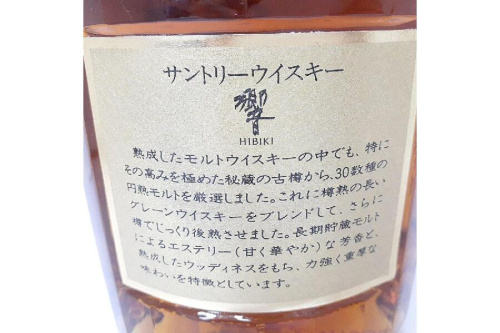 サントリーウイスキー
響
HIBIKI
熟成したモルトウイスキーの中でも、特に
その高みを極めた秘蔵の古樽から、30数種の
円熟モルトを厳選しました。これに樽熟の長い
グレーンウイスキーをブレンドして、さらに
樽でじっくり後熟させました。長期貯蔵モルト
によるエステリー(甘く華やか)な芳香と、
熟成したウッディネスをもち、力強く重厚な
味わいを特徴としています。